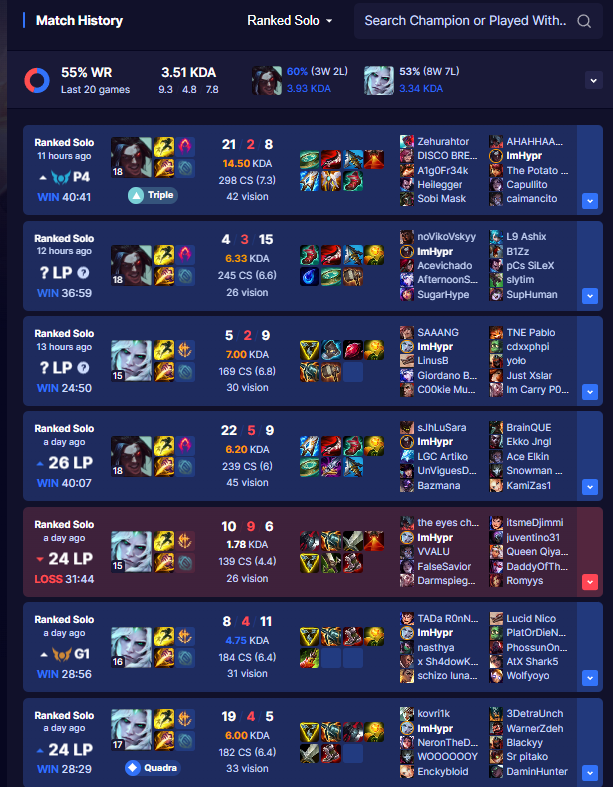 Match History
Ranked Solo
Search Champion or Played With..
55% WR
Last 20 games
3.51 KDA
9.3 4.8 7.8
60% (3W 2L)
3.93 KDA
53% (8W 7L)
3.34 KDA
Ranked Solo
11 hours ago
P4
WIN 40:41
18
Triple
21 2 8
14.50 KDA
298 CS (7.3)
42 vision
Zehurahtor
DISCO BRE...
A1g0Fr34k
Heilegger
Sobi Mask
AHAHHAA...
ImHypr
The Potato ...
Capullito
caimancito
Ranked Solo
12 hours ago
? LP ?
WIN 36:59
18
4 3 15
6.33 KDA
245 CS (6.6)
26 vision
noVikoVskyy
ImHypr
Acevichado
AfternoonS...
SugarHype
L9 Ashix
B1Zz
pCs SiLeX
slytim
SupHuman
Ranked Solo
13 hours ago
? LP ?
WIN 24:50
15
5 2 9
7.00 KDA
169 CS (6.8)
30 vision
SAAANG
ImHypr
LinusB
Giordano B...
C00kie Mu...
TNE Pablo
cdxxphpi
yolo
Just Xslar
Im Carry P0...
Ranked Solo
a day ago
26 LP
WIN 40:07
18
22 5 9
6.20 KDA
239 CS (6)
45 vision
sJhLuSara
ImHypr
LGC Artiko
UnViguesD...
Bazmana
BrainQUE
Ekko Jngl
Ace Elkin
Snowman ...
KamiZas1
Ranked Solo
a day ago
24 LP
LOSS 31:44
15
10 9 6
1.78 KDA
139 CS (4.4)
26 vision
the eyes ch...
ImHypr
VVALU
FalseSavior
Darmspieg...
itsmeDjimmi
juventino31
Queen Qiya...
DaddyOfTh...
Romyys
Ranked Solo
a day ago
G1
WIN 28:56
16
8 4 11
4.75 KDA
184 CS (6.4)
31 vision
TADa R0nN...
ImHypr
nasthya
x Sh4dowK...
schizo luna...
Lucid Nico
PlatOrDieN...
PhossunOn...
AtX Shark5
Wolfyoyo
Ranked Solo
a day ago
24 LP
WIN 28:29
17
Quadra
19 4 5
6.00 KDA
182 CS (6.4)
33 vision
kovri1k
ImHypr
NeronTheD...
WOOOOOOY
Enckybloid
3DetraUnch
WarnerZdeh
Blackyy
Sr pitako
DaminHunter